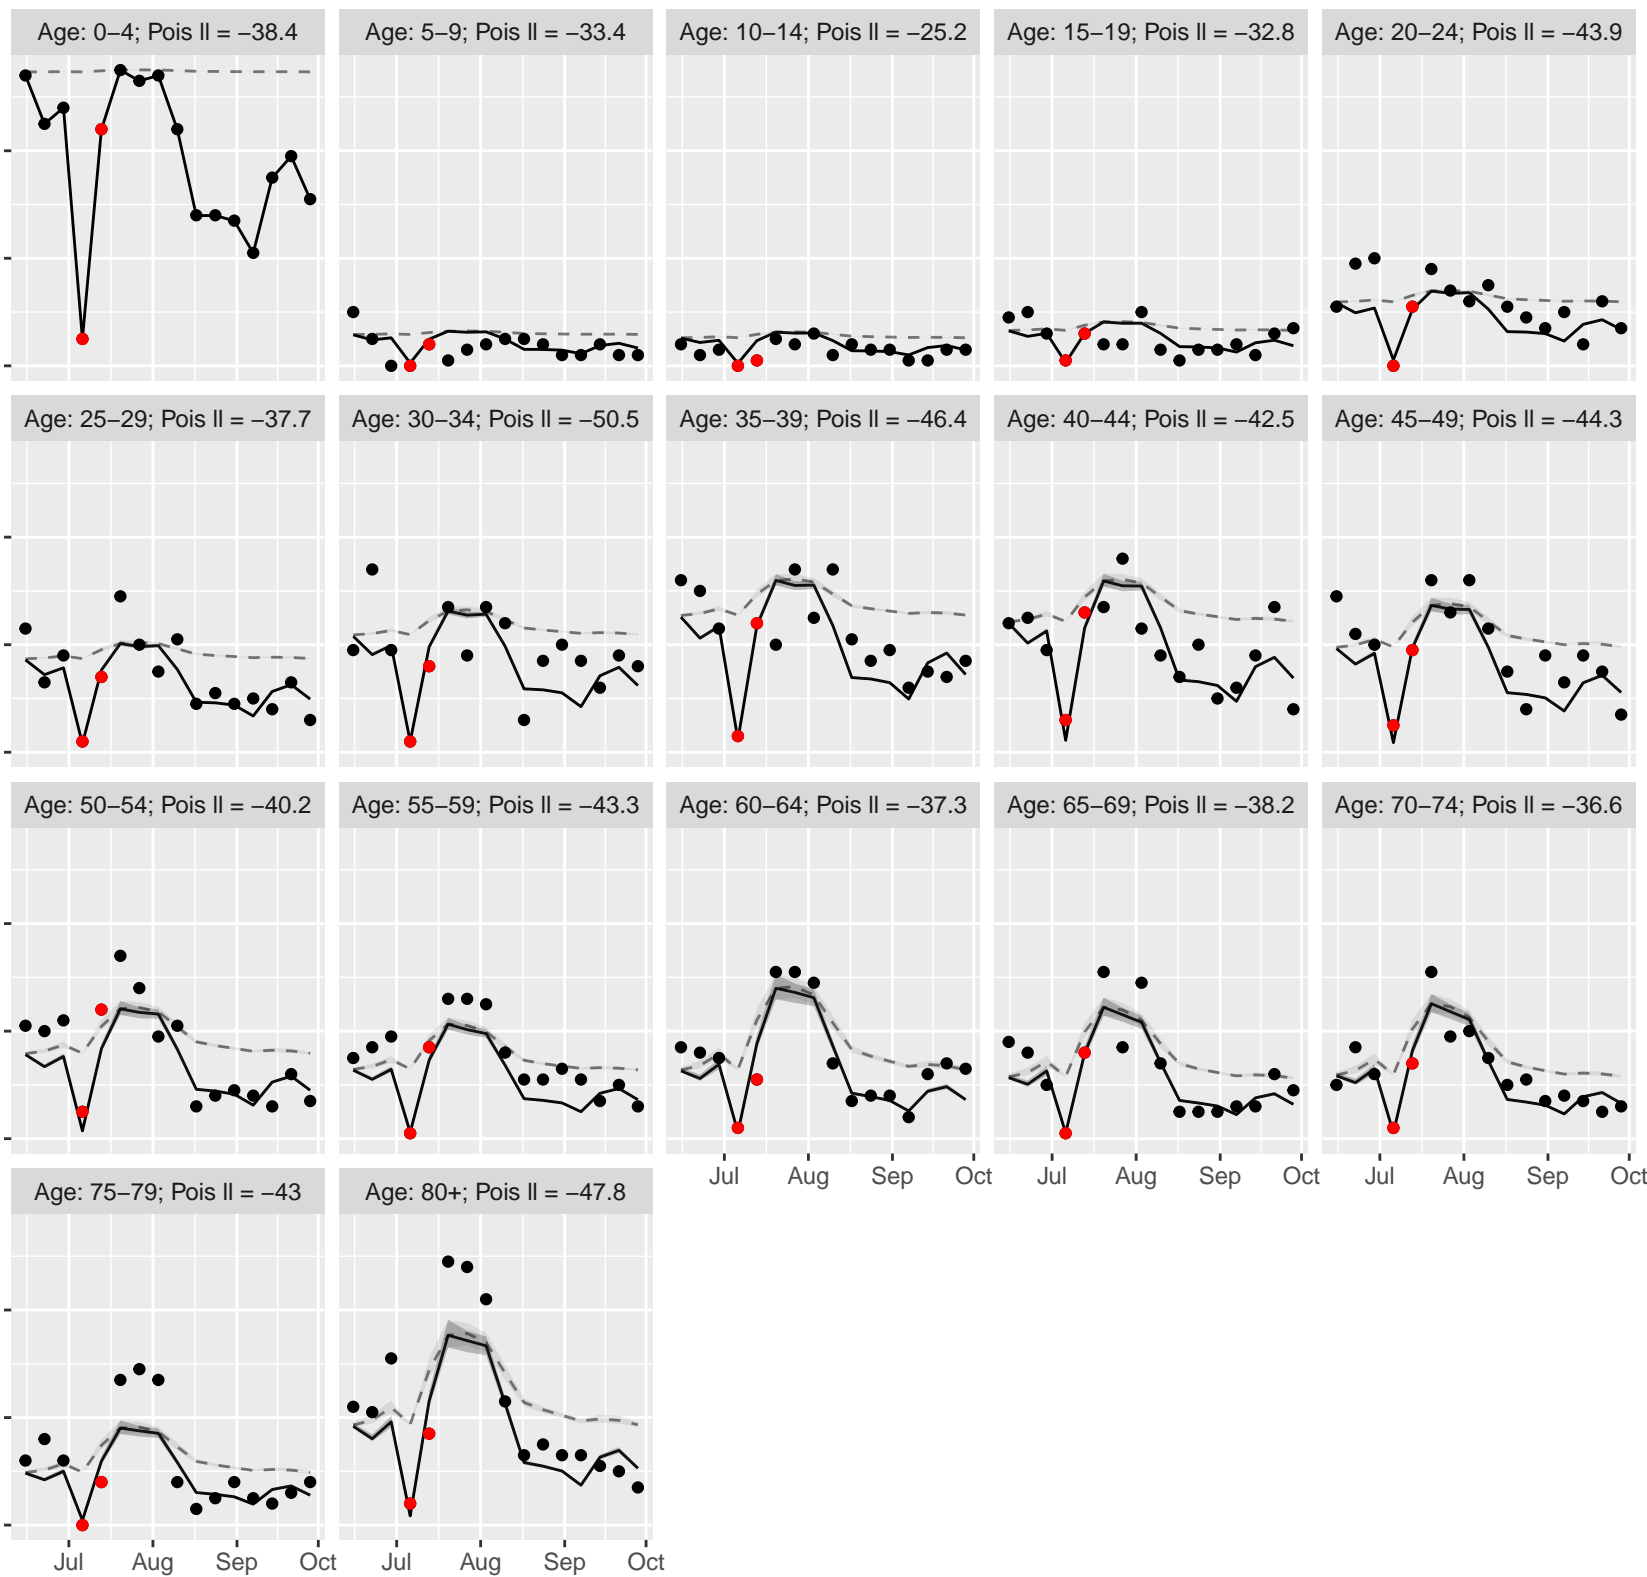 Age: 0−4; Pois ll = −38.4
Age: 5−9; Pois ll = −33.4
Age: 10−14; Pois ll = −25.2
Age: 15−19; Pois ll = −32.8
Age: 20−24; Pois ll = −43.9
Age: 25−29; Pois ll = −37.7
Age: 30−34; Pois ll = −50.5
Age: 35−39; Pois ll = −46.4
Age: 40−44; Pois ll = −42.5
Age: 45−49; Pois ll = −44.3
Age: 50−54; Pois ll = −40.2
Age: 55−59; Pois ll = −43.3
Age: 60−64; Pois ll = −37.3
Age: 65−69; Pois ll = −38.2
Age: 70−74; Pois ll = −36.6
Jul Aug Sep Oct
Jul Aug Sep Oct
Jul Aug Sep Oct
Age: 75−79; Pois ll = −43
Age: 80+; Pois ll = −47.8
Jul Aug Sep Oct
Jul Aug Sep Oct